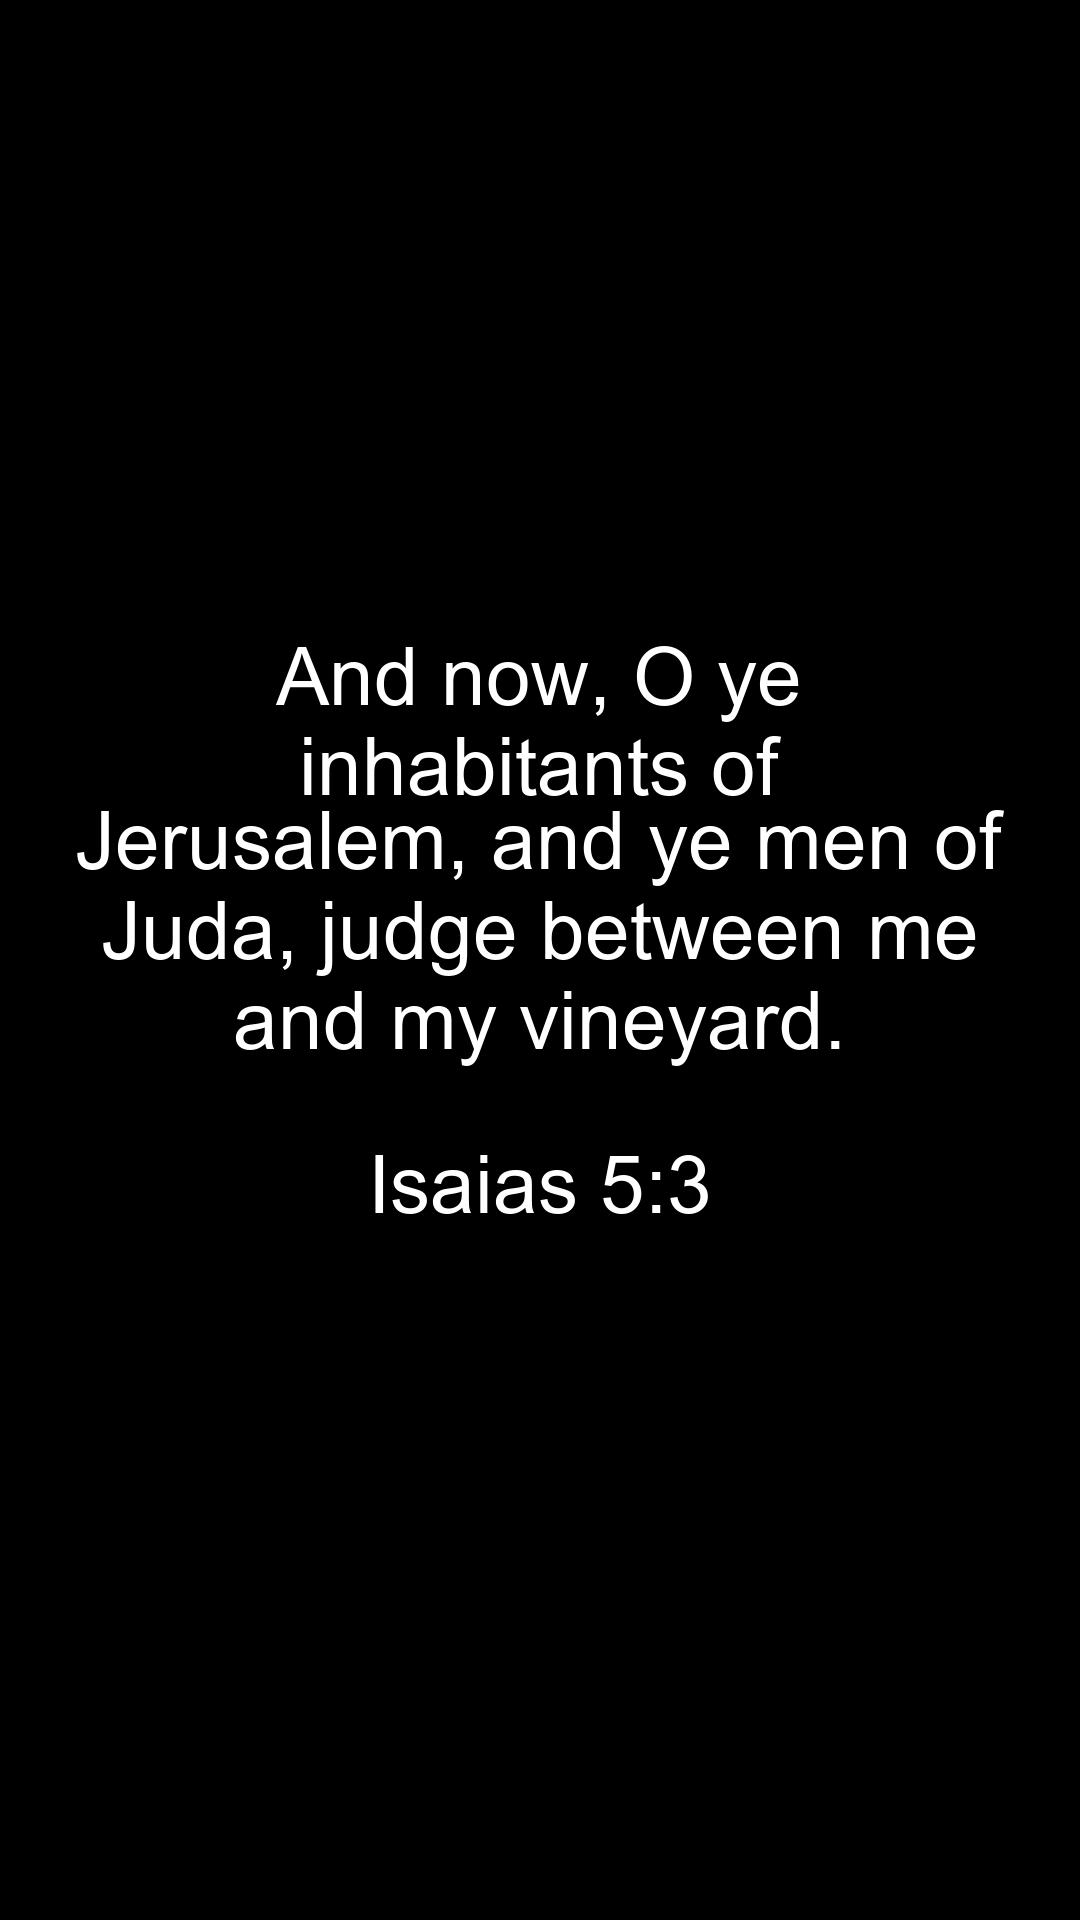 And now, O ye
inhabitants of
Jerusalem, and ye men of
Juda, judge between me
and my vineyard.
Isaias 5:3